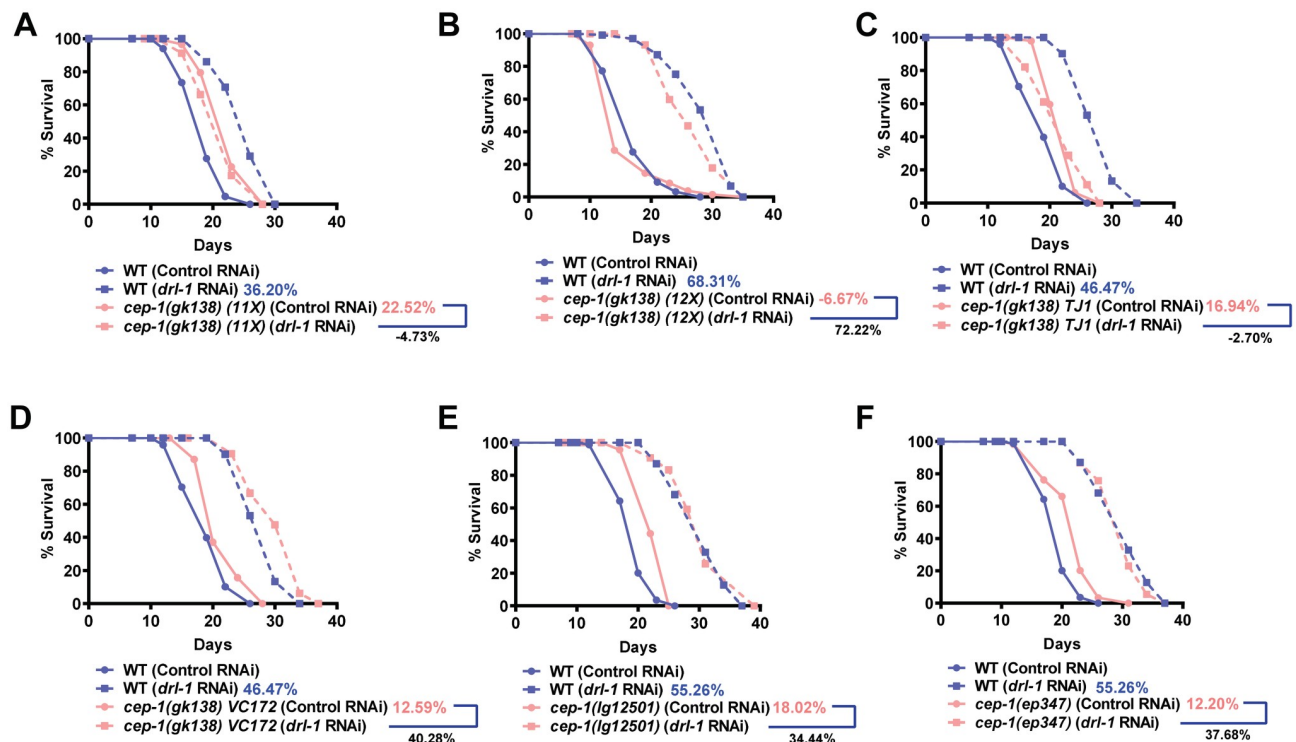 A
% Survival
100
80
60
40
20
0
0 10 20 30 40
Days
WT (Control RNAi)
WT (drl-1 RNAi) 36.20%
cep-1(gk138) (11X) (Control RNAi) 22.52%
cep-1(gk138) (11X) (drl-1 RNAi)
-4.73%
B
% Survival
100
80
60
40
20
0
0 10 20 30 40
Days
WT (Control RNAi)
WT (drl-1 RNAi) 68.31%
cep-1(gk138) (12X) (Control RNAi) -6.67%
cep-1(gk138) (12X) (drl-1 RNAi)
72.22%
C
% Survival
100
80
60
40
20
0
0 10 20 30 40
Days
WT (Control RNAi)
WT (drl-1 RNAi) 46.47%
cep-1(gk138) TJ1 (Control RNAi) 16.94%
cep-1(gk138) TJ1 (drl-1 RNAi)
-2.70%
D
% Survival
100
80
60
40
20
0
0 10 20 30 40
Days
WT (Control RNAi)
WT (drl-1 RNAi) 46.47%
cep-1(gk138) VC172 (Control RNAi) 12.59%
cep-1(gk138) VC172 (drl-1 RNAi)
40.28%
E
% Survival
100
80
60
40
20
0
0 10 20 30 40
Days
WT (Control RNAi)
WT (drl-1 RNAi) 55.26%
cep-1(lg12501) (Control RNAi) 18.02%
cep-1(lg12501) (drl-1 RNAi)
34.44%
F
% Survival
100
80
60
40
20
0
0 10 20 30 40
Days
WT (Control RNAi)
WT (drl-1 RNAi) 55.26%
cep-1(ep347) (Control RNAi) 12.20%
cep-1(ep347) (drl-1 RNAi)
37.68%